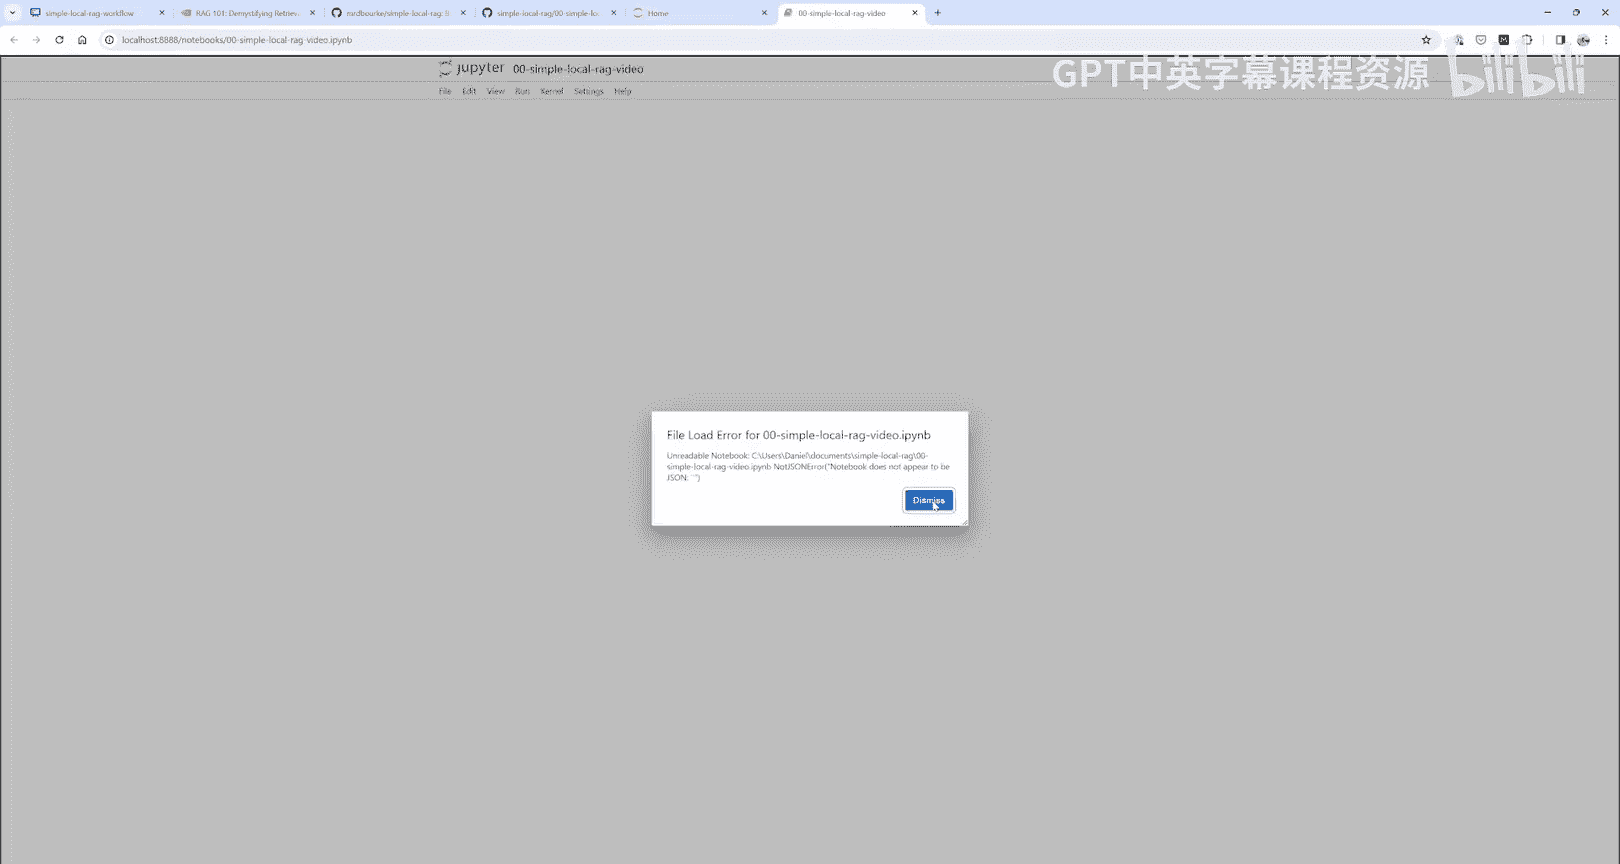 simple-local-rag-workflow
RAG 101: Demystifying Retriev
mrdbourke/simple-local-rag: S
simple-local-rag/00-simple-lo
Home
00-simple-local-rag-video
localhost:8888/notebooks/00-simple-local-rag-video.ipynb
jupyter 00-simple-local-rag-video
GPT中英字幕课程资源 bilibili
File Edit View Run Kernel Settings Help
File Load Error for 00-simple-local-rag-video.ipynb
Unreadable Notebook: C:\Users\Daniel\documents\simple-local-rag\00-
simple-local-rag-video.ipynb NotJSONError("Notebook does not appear to be
JSON: ''")
Dismiss